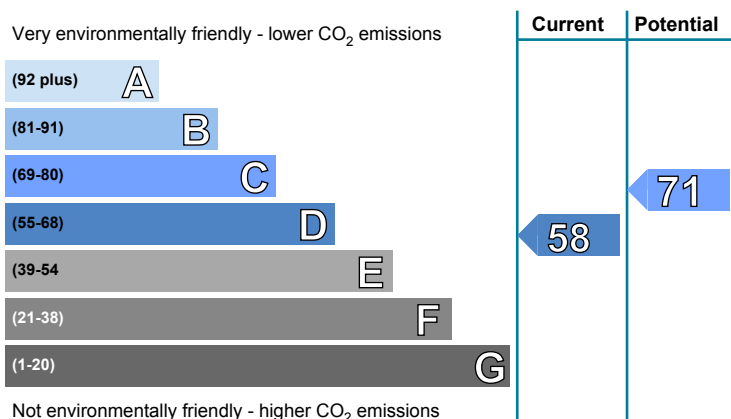 Current Potential
Very environmentally friendly - lower CO₂ emissions
(92 plus) A
(81-91) B
(69-80) C
71
(55-68) D
58
(39-54 E
(21-38) F
(1-20) G
Not environmentally friendly - higher CO₂ emissions